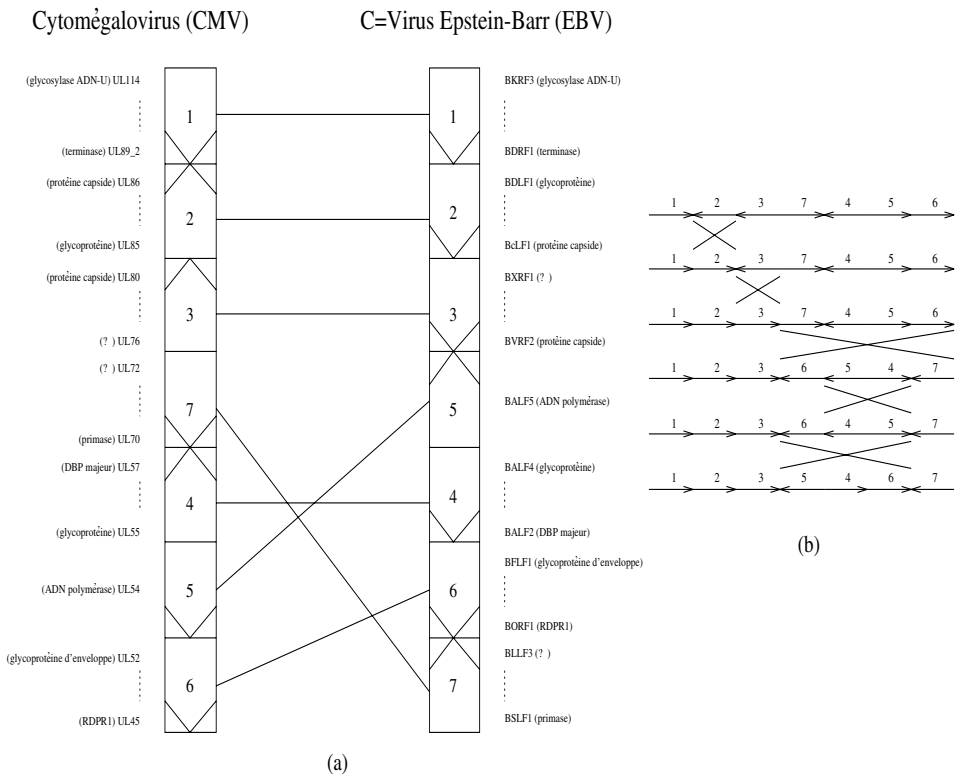 Cytomégalovirus (CMV)
C=Virus Epstein-Barr (EBV)
(glycosylase ADN-U) UL114
(terminase) UL89_2
(protéine capside) UL86
(glycoprotéine) UL85
(protéine capside) UL80
(? ) UL76
(? ) UL72
(primase) UL70
(DBP majeur) UL57
(glycoprotéine) UL55
(ADN polymérase) UL54
(glycoprotéine d'enveloppe) UL52
(RDPR1) UL45
1
2
3
7
4
5
6
1
2
3
5
4
6
7
BKRF3 (glycosylase ADN-U)
BDRF1 (terminase)
BDLF1 (glycoprotéine)
BcLF1 (protéine capside)
BXRF1 (? )
BVRF2 (protéine capside)
BALF5 (ADN polymérase)
BALF4 (glycoprotéine)
BALF2 (DBP majeur)
BFLF1 (glycoprotéine d'enveloppe)
BORF1 (RDPR1)
BLLF3 (? )
BSLF1 (primase)
(a)
1 2 3 7 4 5 6
1 2 3 7 4 5 6
1 2 3 7 4 5 6
1 2 3 6 5 4 7
1 2 3 6 4 5 7
1 2 3 5 4 6 7
(b)